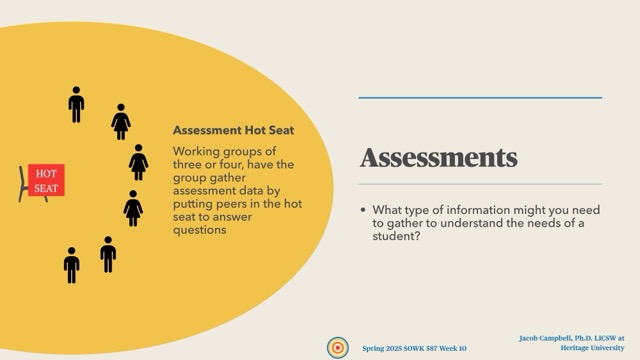 HOT
SEAT
Assessment Hot Seat
Working groups of
three or four, have the
group gather
assessment data by
putting peers in the hot
seat to answer
questions
Assessments
• What type of information might you need
to gather to understand the needs of a
student?
Spring 2025 SOWK 587 Week 10
Jacob Campbell, Ph.D. LICSW at
Heritage University